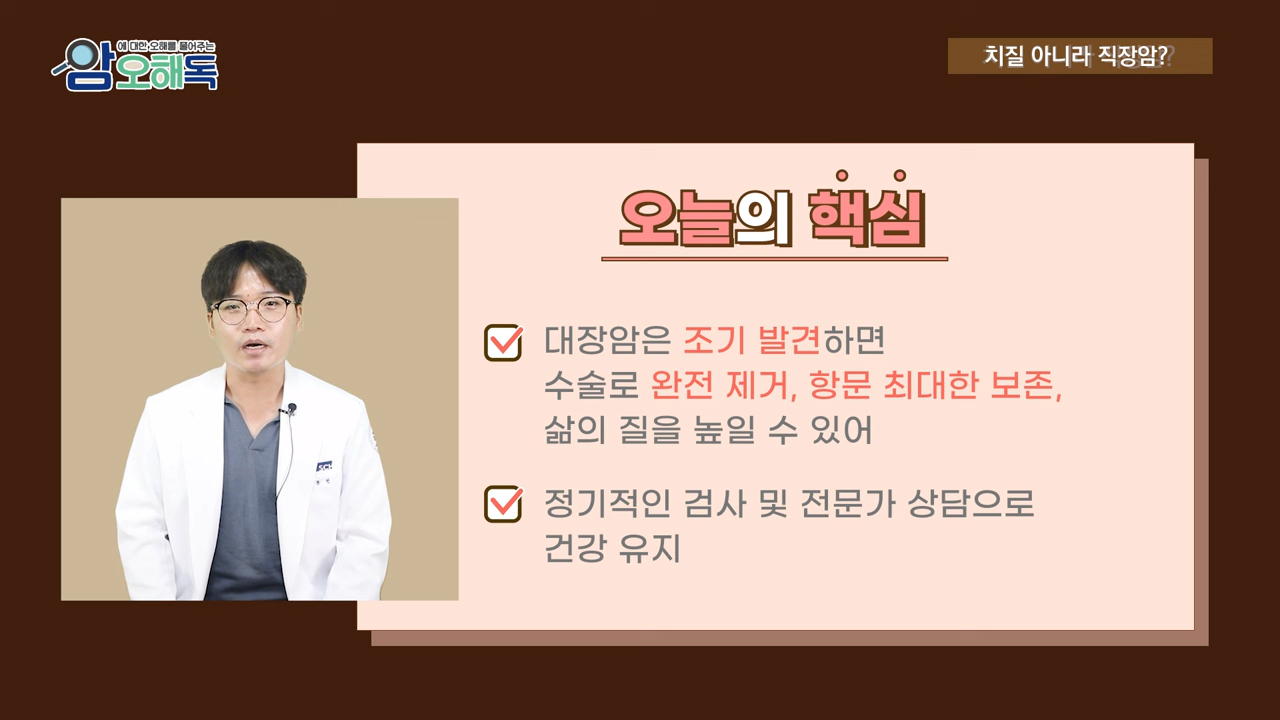 에 대한 오해를 풀어주는
암오해독
치질 아니라 직장암?
오늘의 핵심
대장암은 조기 발견하면
수술로 완전 제거, 항문 최대한 보존,
삶의 질을 높일 수 있어
정기적인 검사 및 전문가 상담으로
건강 유지